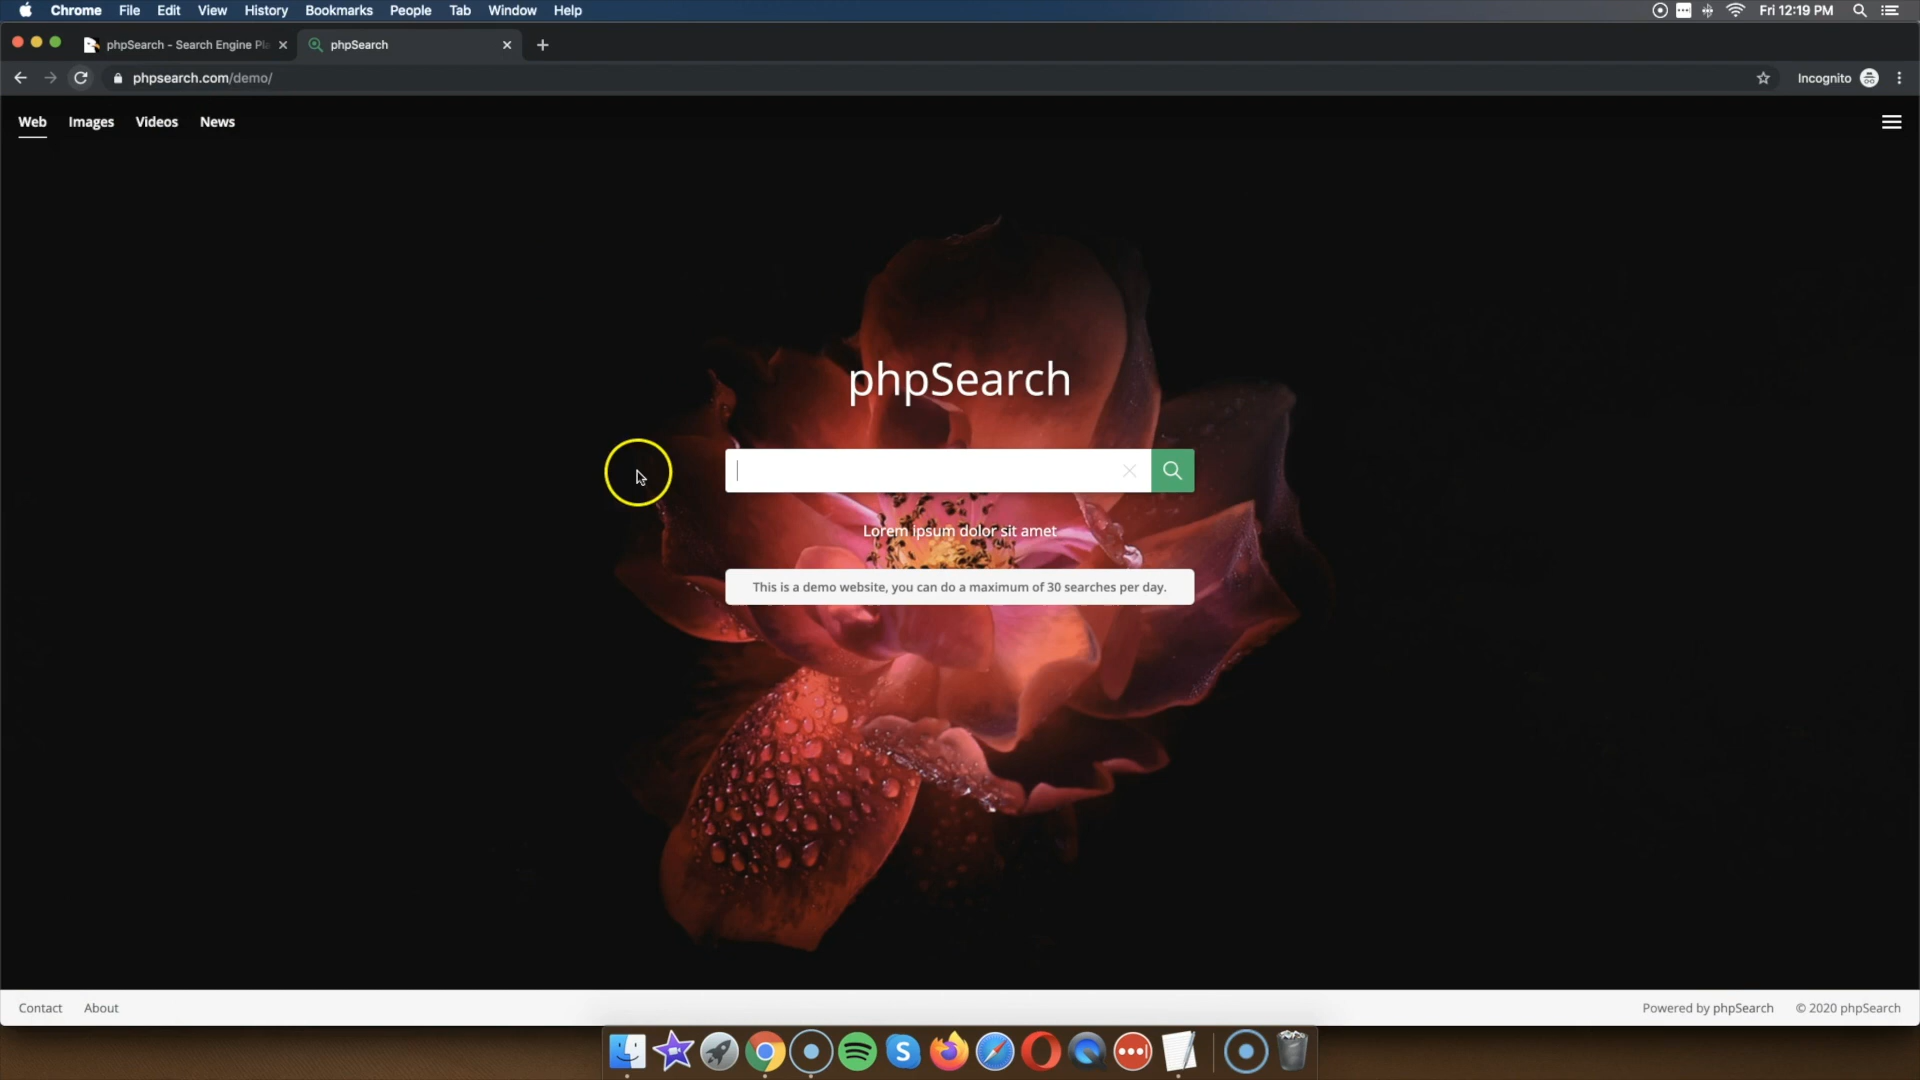 Chrome File Edit View History Bookmarks People Tab Window Help Fri 12:19 PM
phpSearch - Search Engine Pla phpSearch
phpsearch.com/demo/ Incognito
Web Images Videos News
phpSearch
Lorem ipsum dolor sit amet
This is a demo website, you can do a maximum of 30 searches per day.
Contact About Powered by phpSearch © 2020 phpSearch